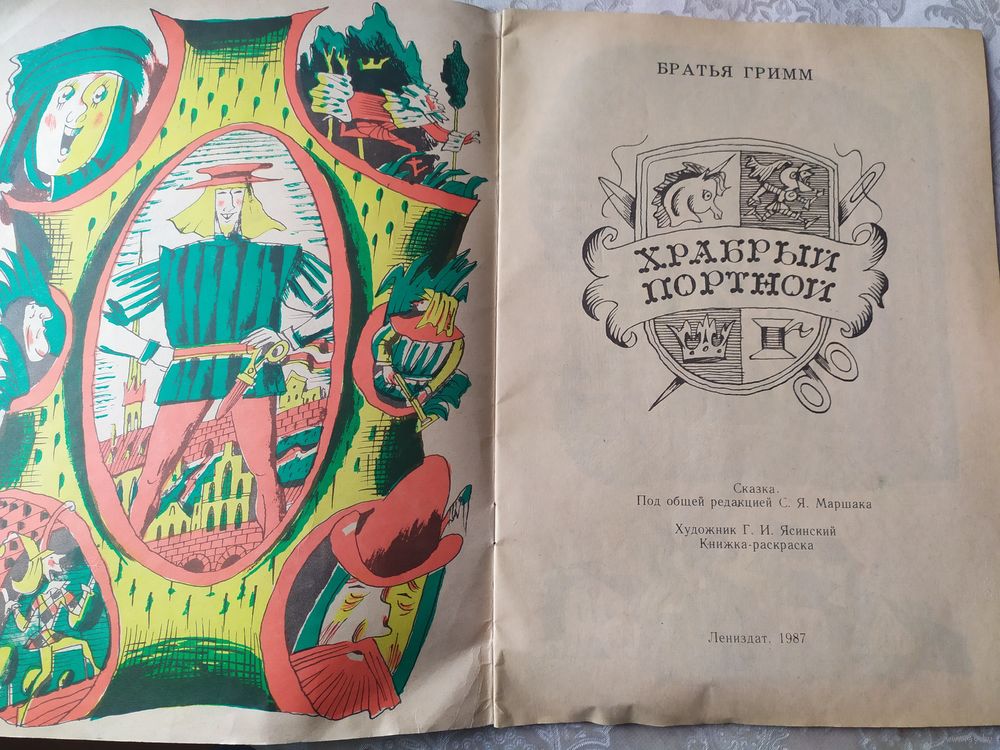 БРАТЬЯ ГРИММ
ХРАБРЫЙ
ПОРТНОЙ
Сказка.
Под общей редакцией С. Я. Маршака
Художник Г. И. Ясинский
Книжка-раскраска
Лениздат, 1987